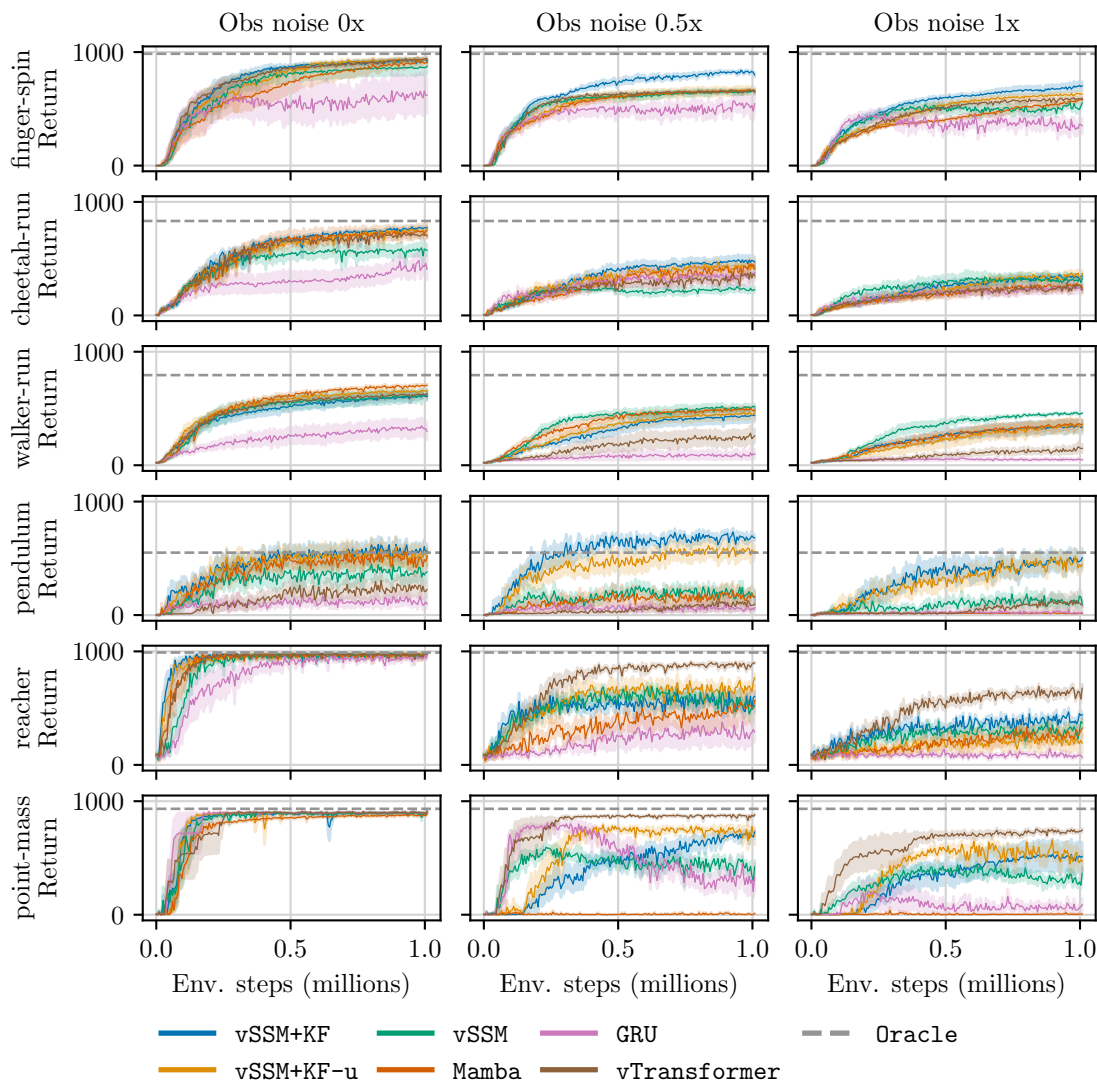 Obs noise 0x
Obs noise 0.5x
Obs noise 1x
finger-spin
Return
1000
0
cheetah-run
Return
1000
0
walker-run
Return
1000
0
pendulum
Return
1000
0
reacher
Return
1000
0
point-mass
Return
1000
0
0.0 0.5 1.0
0.0 0.5 1.0
0.0 0.5 1.0
Env. steps (millions)
Env. steps (millions)
Env. steps (millions)
vSSM+KF vSSM GRU Oracle
vSSM+KF-u Mamba vTransformer